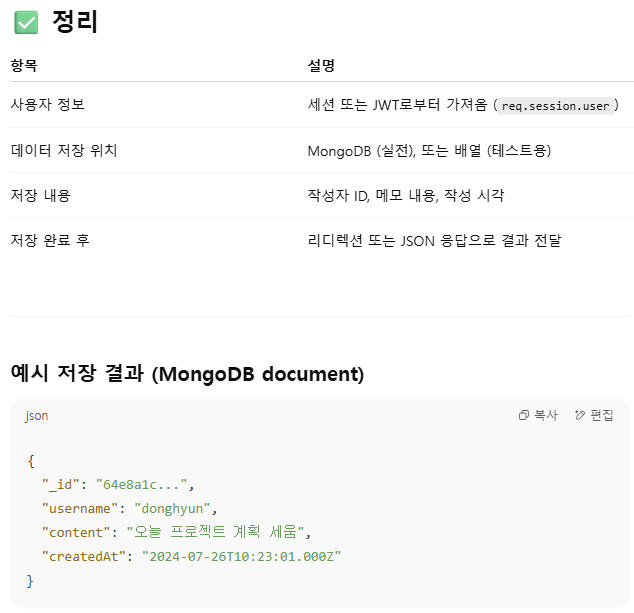 ✅ 정리
항목 설명
사용자 정보 세션 또는 JWT로부터 가져옴 (req.session.user)
데이터 저장 위치 MongoDB (실전), 또는 배열 (테스트용)
저장 내용 작성자 ID, 메모 내용, 작성 시각
저장 완료 후 리디렉션 또는 JSON 응답으로 결과 전달
예시 저장 결과 (MongoDB document)
json 복사 편집
{
"_id": "64e8a1c...",
"username": "donghyun",
"content": "오늘 프로젝트 계획 세움",
"createdAt": "2024-07-26T10:23:01.000Z"
}